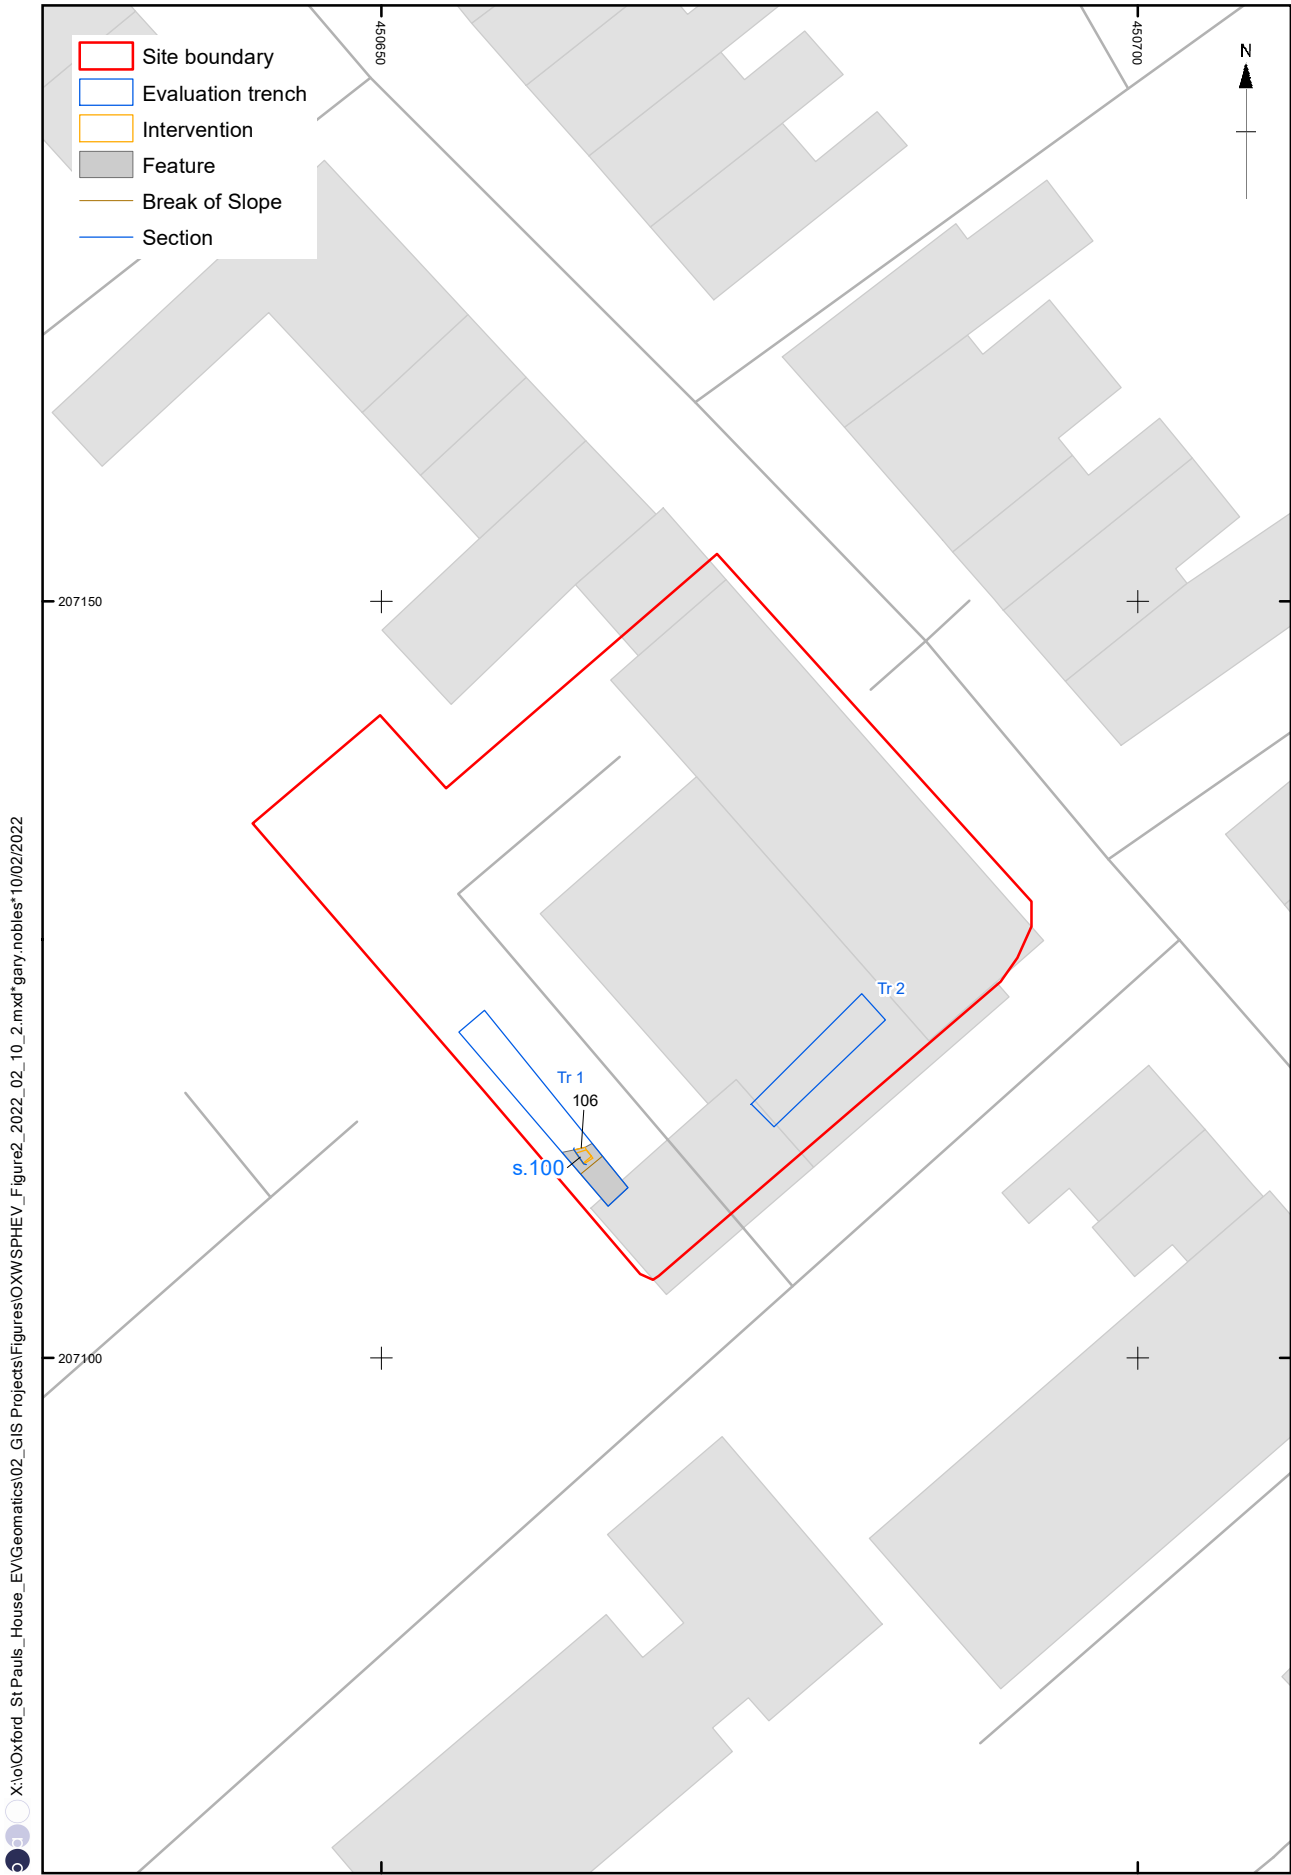 Site boundary
Evaluation trench
Intervention
Feature
Break of Slope
Section
450650
450700
N
207150
Tr 2
Tr 1
106
s.100
207100
X:\o\Oxford_St Pauls_House_EV\Geomatics\02_GIS Projects\Figures\OXWSPHEV_Figure2_2022_02_10_2.mxd*gary.nobles*10/02/2022